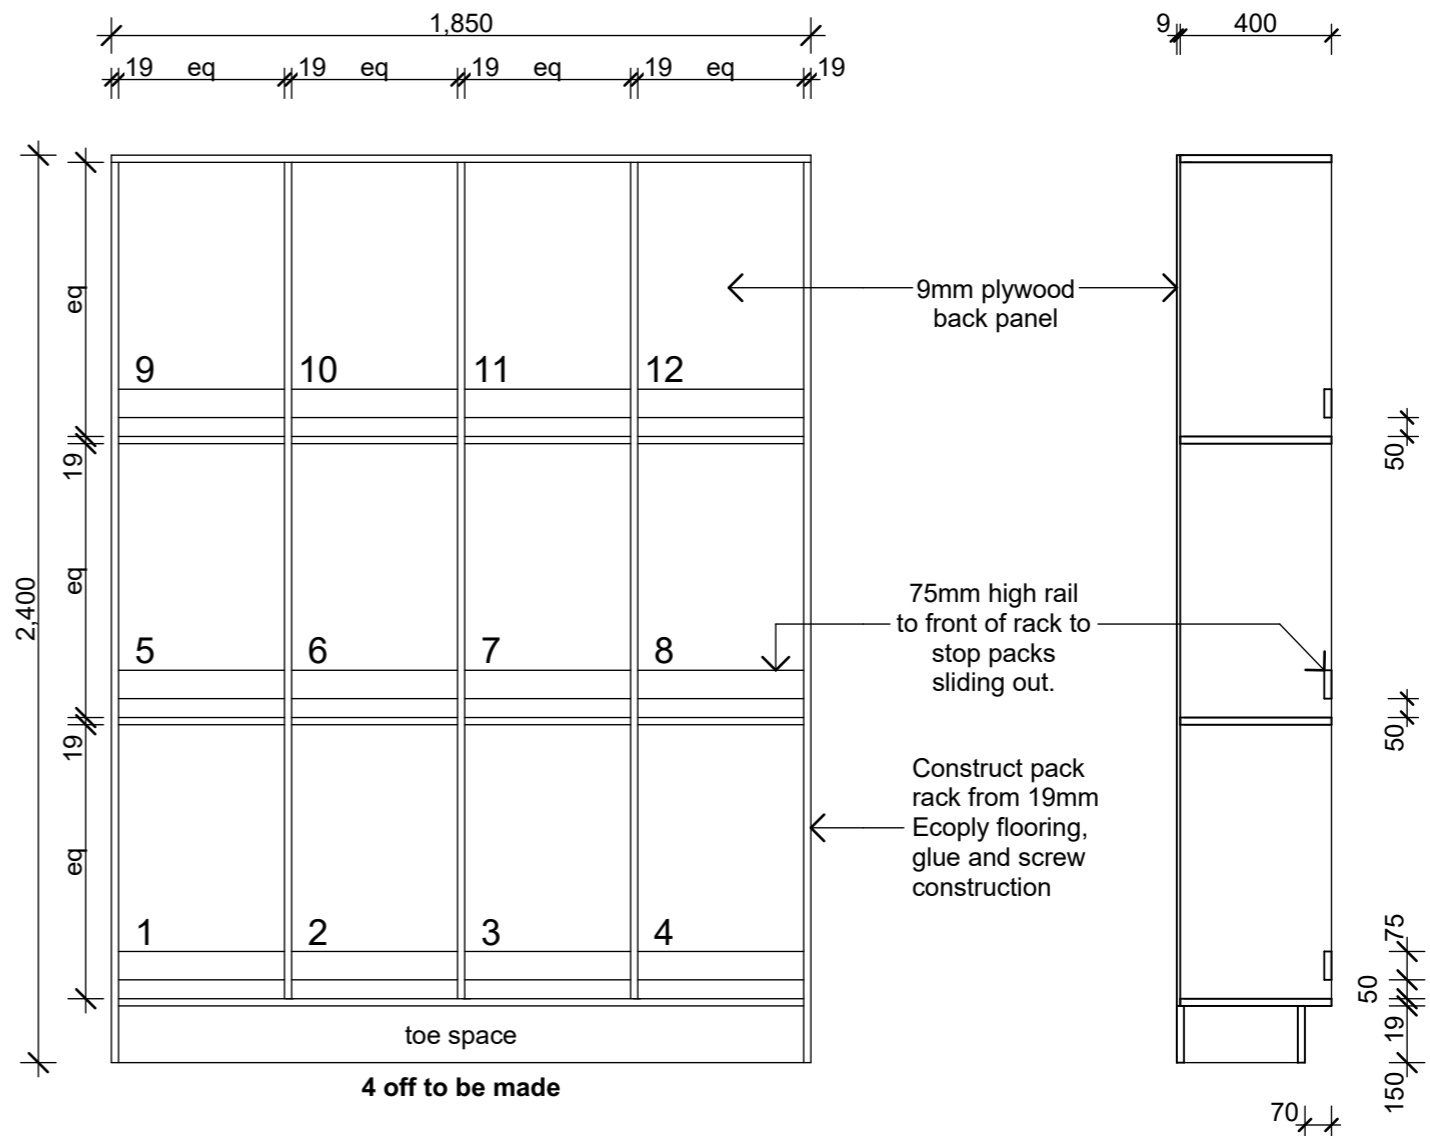 1,850
9
400
19 eq 19 eq 19 eq 19 eq 19
2,400
eq
19
eq
19
eq
9 10 11 12
5 6 7 8
1 2 3 4
toe space
4 off to be made
9mm plywood
back panel
75mm high rail
to front of rack to
stop packs
sliding out.
Construct pack
rack from 19mm
Ecoply flooring,
glue and screw
construction
50
50
75
50
19
150
70